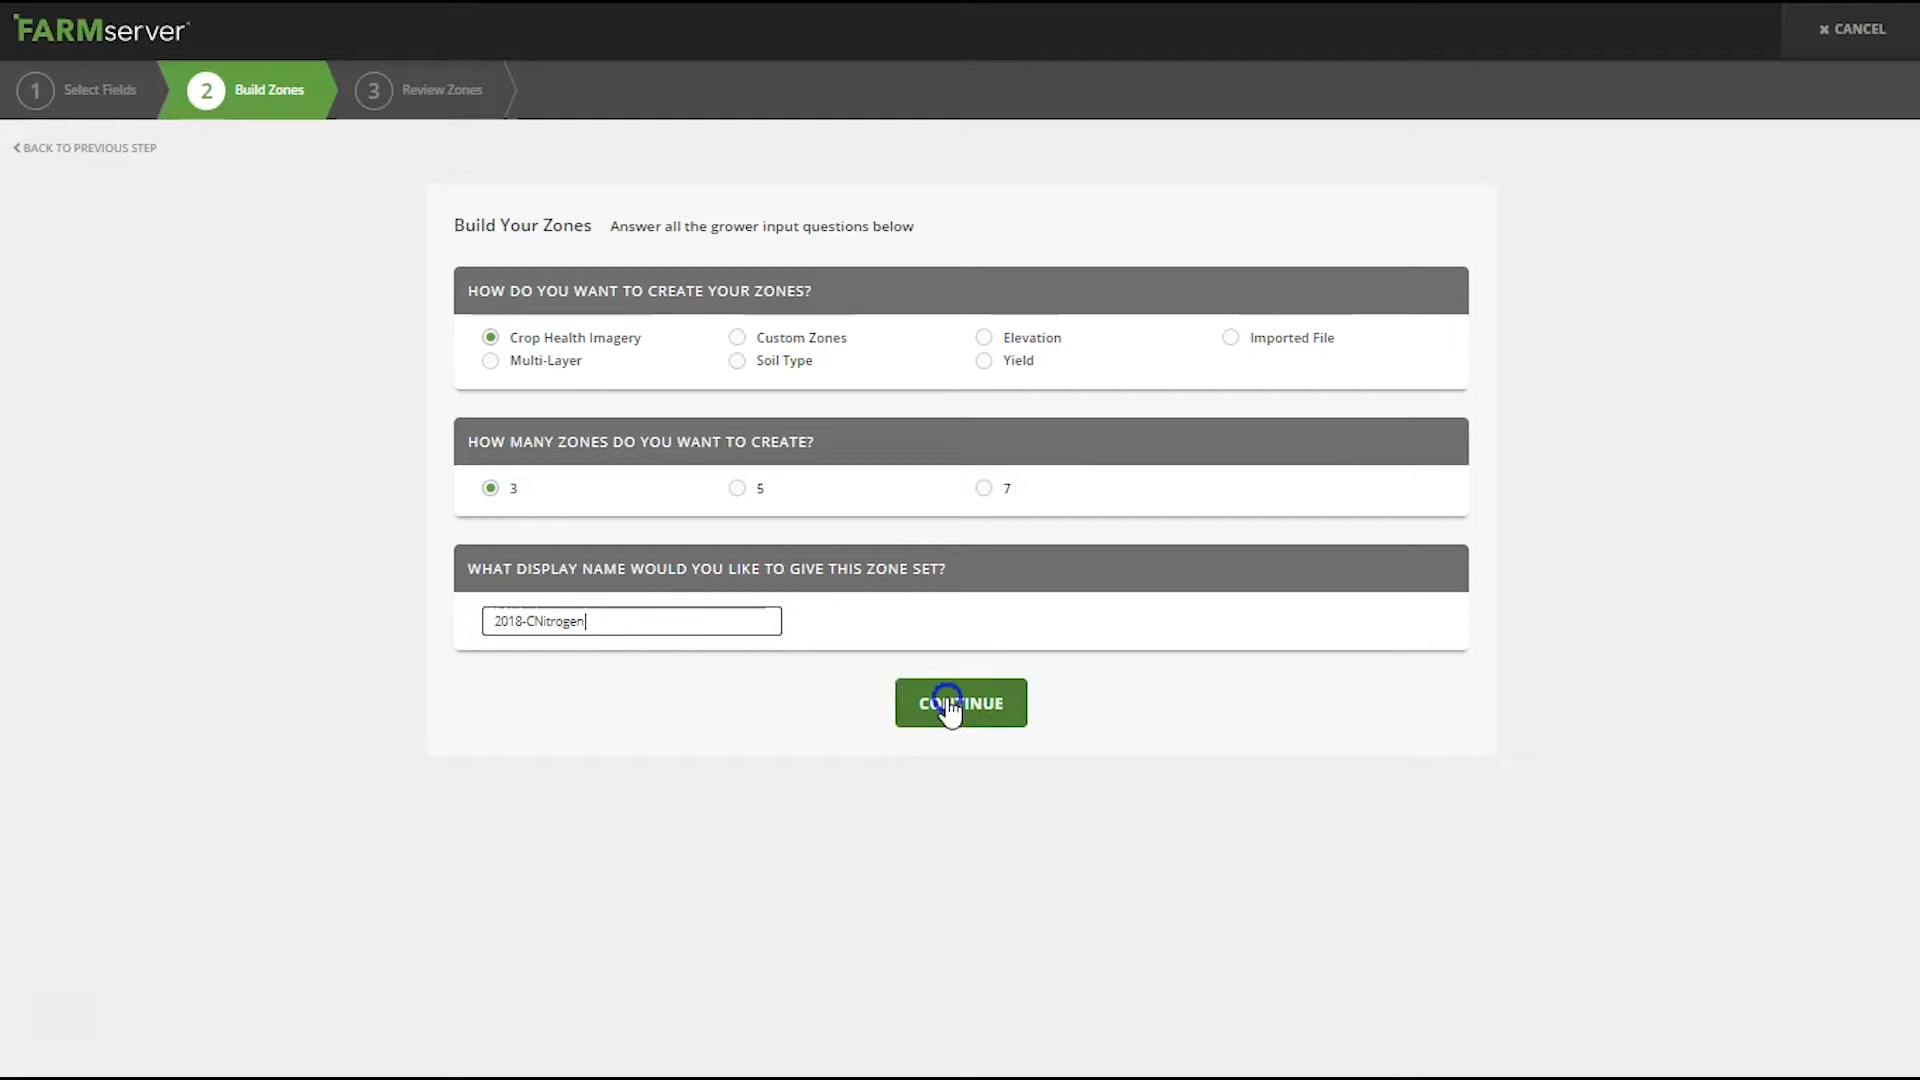 FARMserver
✖ CANCEL
1 Select Fields
2 Build Zones
3 Review Zones
BACK TO PREVIOUS STEP
Build Your Zones Answer all the grower input questions below
HOW DO YOU WANT TO CREATE YOUR ZONES?
Crop Health Imagery Custom Zones Elevation Imported File
Multi-Layer Soil Type Yield
HOW MANY ZONES DO YOU WANT TO CREATE?
3 5 7
WHAT DISPLAY NAME WOULD YOU LIKE TO GIVE THIS ZONE SET?
2018-CNitrogen
CONTINUE